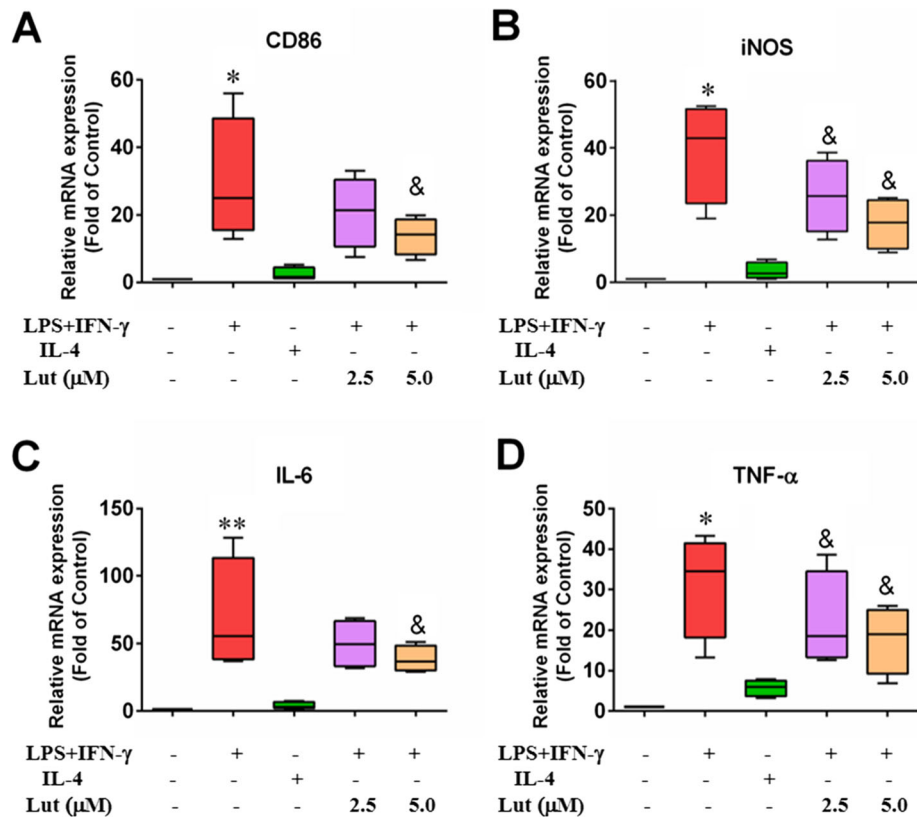 A
CD86
Relative mRNA expression
(Fold of Control)
60
40
20
0
*
&
LPS+IFN-γ - + - + +
IL-4 - - + - -
Lut (μM) - - - 2.5 5.0
B
iNOS
Relative mRNA expression
(Fold of Control)
60
40
20
0
*
&
&
LPS+IFN-γ - + - + +
IL-4 - - + - -
Lut (μM) - - - 2.5 5.0
C
IL-6
Relative mRNA expression
(Fold of Control)
150
100
50
0
**
&
LPS+IFN-γ - + - + +
IL-4 - - + - -
Lut (μM) - - - 2.5 5.0
D
TNF-α
Relative mRNA expression
(Fold of Control)
50
40
30
20
10
0
*
&
&
LPS+IFN-γ - + - + +
IL-4 - - + - -
Lut (μM) - - - 2.5 5.0